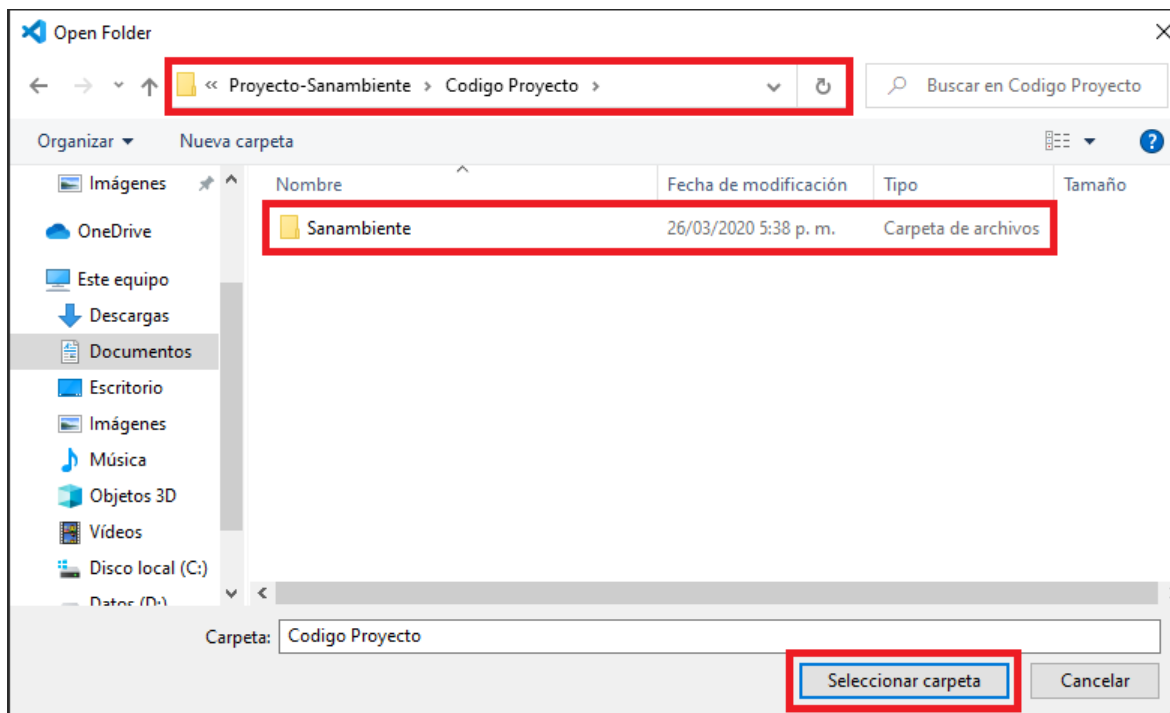 Open Folder
« Proyecto-Sanambiente › Codigo Proyecto ›
Buscar en Codigo Proyecto
Organizar
Nueva carpeta
Nombre Fecha de modificación Tipo Tamaño
Sanambiente 26/03/2020 5:38 p. m. Carpeta de archivos
Imágenes
OneDrive
Este equipo
Descargas
Documentos
Escritorio
Imágenes
Música
Objetos 3D
Vídeos
Disco local (C:)
Datos (D:)
Carpeta: Codigo Proyecto
Seleccionar carpeta Cancelar